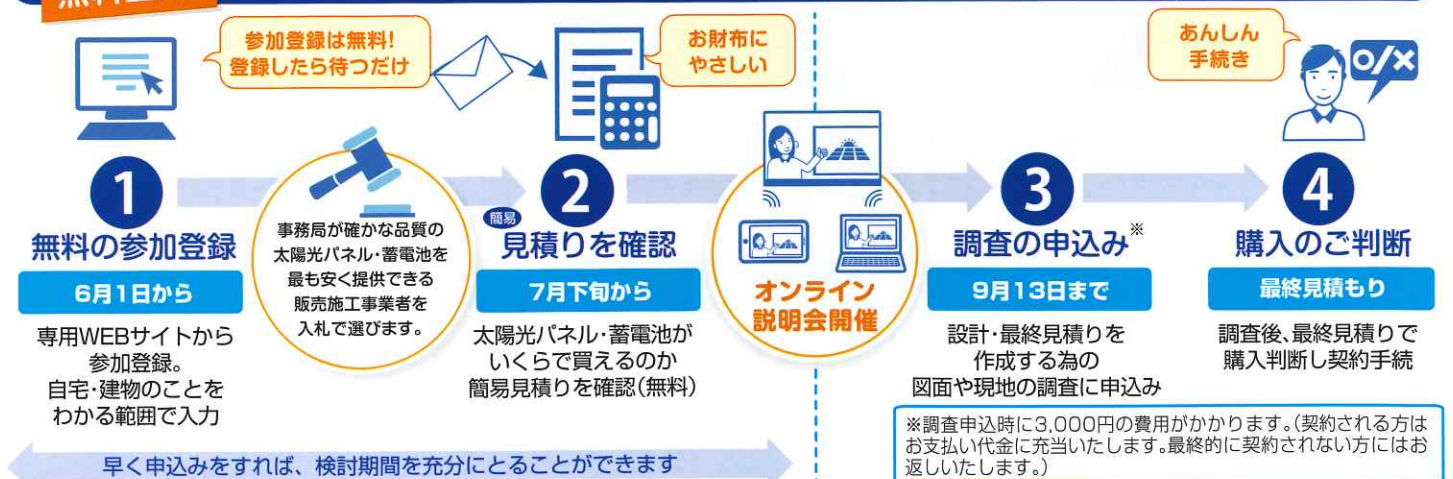 参加登録は無料!
登録したら待つだけ
お財布に
やさしい
あんしん
手続き
O/×
1
無料の参加登録
6月1日から
専用WEBサイトから
参加登録。
自宅・建物のことを
わかる範囲で入力
事務局が確かな品質の
太陽光パネル・蓄電池を
最も安く提供できる
販売施工事業者を
入札で選びます。
2
簡易
見積りを確認
7月下旬から
太陽光パネル・蓄電池が
いくらで買えるのか
簡易見積りを確認(無料)
オンライン
説明会開催
3
調査の申込み※
9月13日まで
設計・最終見積りを
作成する為の
図面や現地の調査に申込み
4
購入のご判断
最終見積もり
調査後、最終見積りで
購入判断し契約手続
※調査申込時に3,000円の費用がかかります。(契約される方は
お支払い代金に充当いたします。最終的に契約されない方にはお
返しいたします。)
早く申込みをすれば、検討期間を充分にとることができます